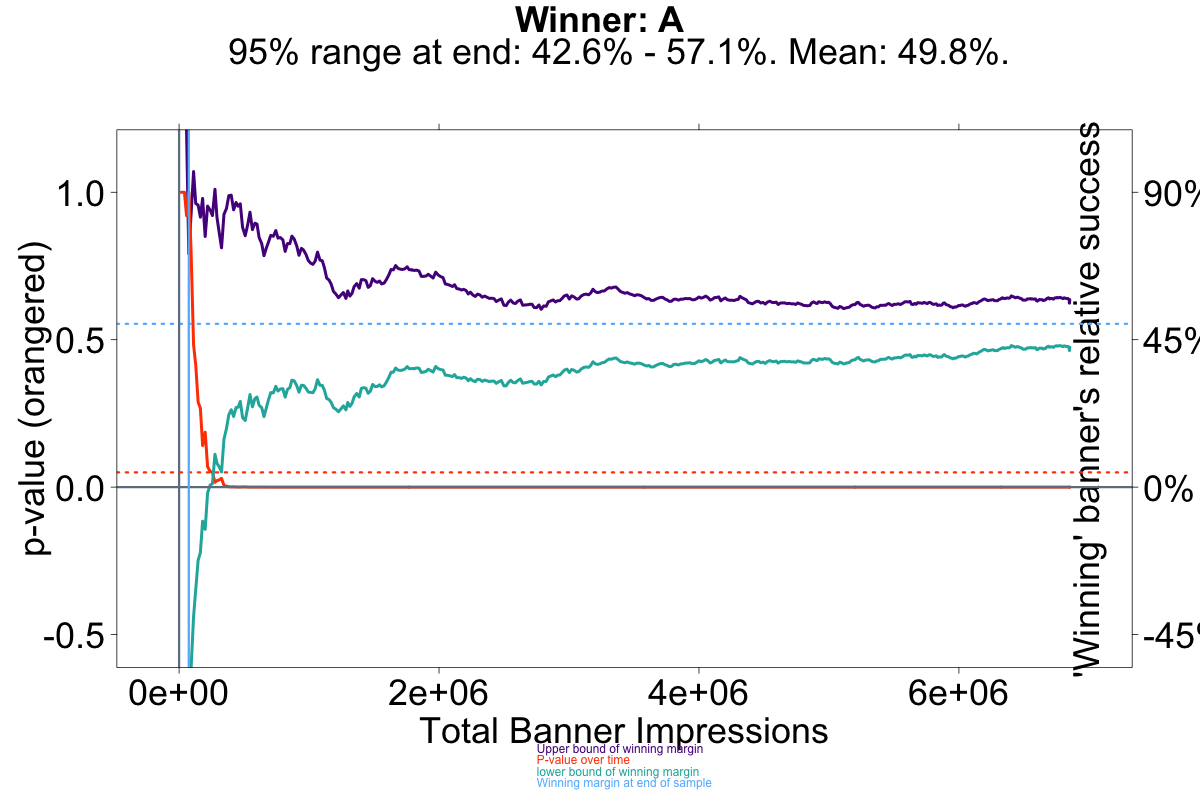 Winner: A
95% range at end: 42.6% - 57.1%. Mean: 49.8%.
p-value (orangered)
1.0
0.5
0.0
-0.5
90%
45%
0%
-45%
'Winning' banner's relative success
0e+00
2e+06
4e+06
6e+06
Total Banner Impressions
Upper bound of winning margin
P-value over time
lower bound of winning margin
Winning margin at end of sample